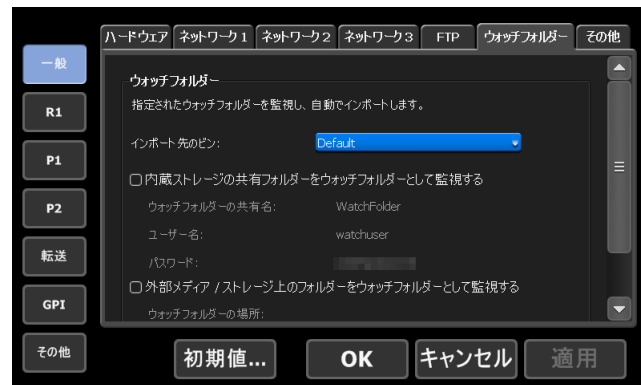 ハードウェア ネットワーク1 ネットワーク2 ネットワーク3 FTP ウォッチフォルダー その他
一般
R1
P1
P2
転送
GPI
その他
ウォッチフォルダー
指定されたウォッチフォルダーを監視し、自動でインポートします。
インポート先のビン: Default
内蔵ストレージの共有フォルダーをウォッチフォルダーとして監視する
ウォッチフォルダーの共有名: WatchFolder
ユーザー名: watchuser
パスワード:
外部メディア / ストレージ上のフォルダーをウォッチフォルダーとして監視する
ウォッチフォルダーの場所:
初期値... OK キャンセル 適用